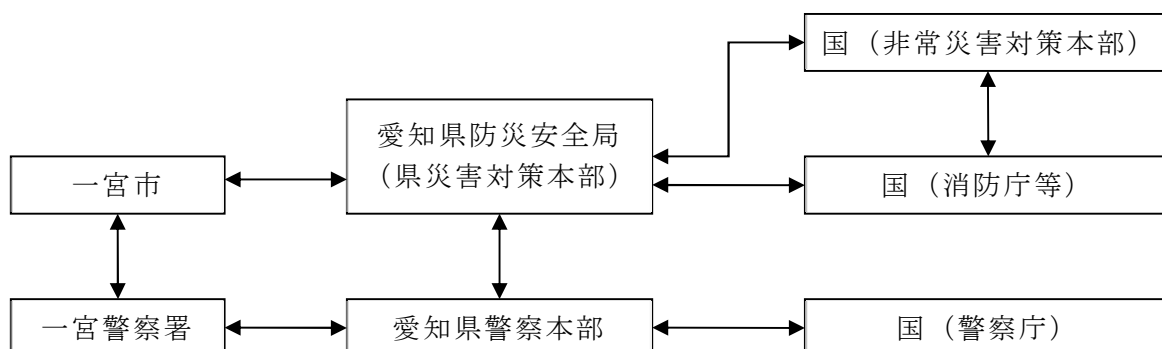 国（非常災害対策本部）
愛知県防災安全局
（県災害対策本部）
一宮市
国（消防庁等）
一宮警察署
愛知県警察本部
国（警察庁）